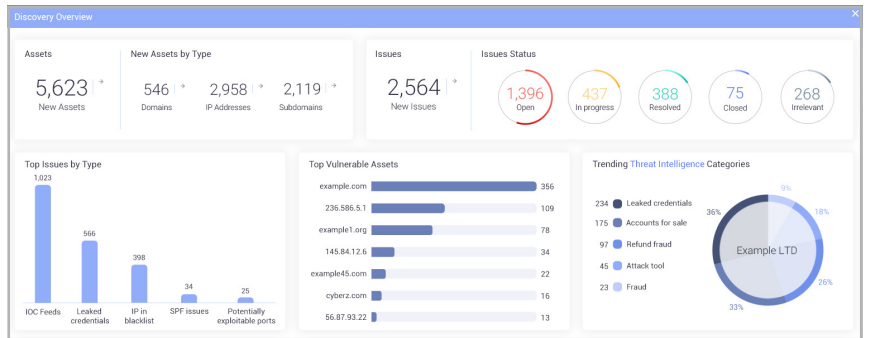 Discovery Overview
Assets
5,623
New Assets
New Assets by Type
546
Domains
2,958
IP Addresses
2,119
Subdomains
Issues
2,564
New Issues
Issues Status
1,396
Open
437
In progress
388
Resolved
75
Closed
268
Irrelevant
Top Issues by Type
1,023
566
398
34
25
IOC Feeds
Leaked
credentials
IP in
blacklist
SPF issues
Potentially
exploitable ports
Top Vulnerable Assets
example.com 356
236.586.5.1 109
example1.org 78
145.84.12.6 34
example45.com 22
cyberz.com 16
56.87.93.22 13
Trending Threat Intelligence Categories
234 Leaked credentials
175 Accounts for sale
97 Refund fraud
45 Attack tool
23 Fraud
9%
18%
36%
Example LTD
26%
33%